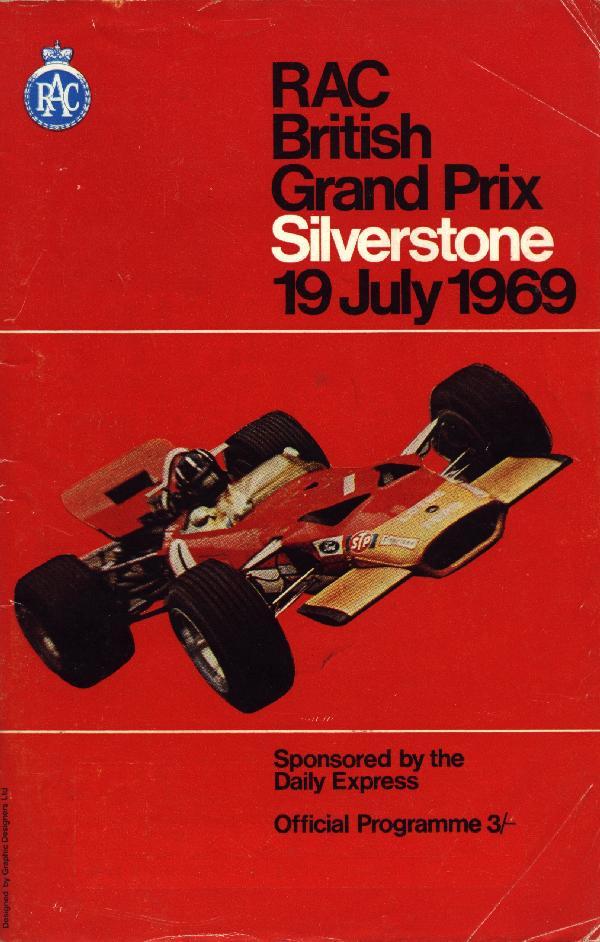 RAC
RAC
British
Grand Prix
Silverstone
19 July 1969
STP
Sponsored by the
Daily Express
Official Programme 3/-
Designed by Graphic Designers Ltd